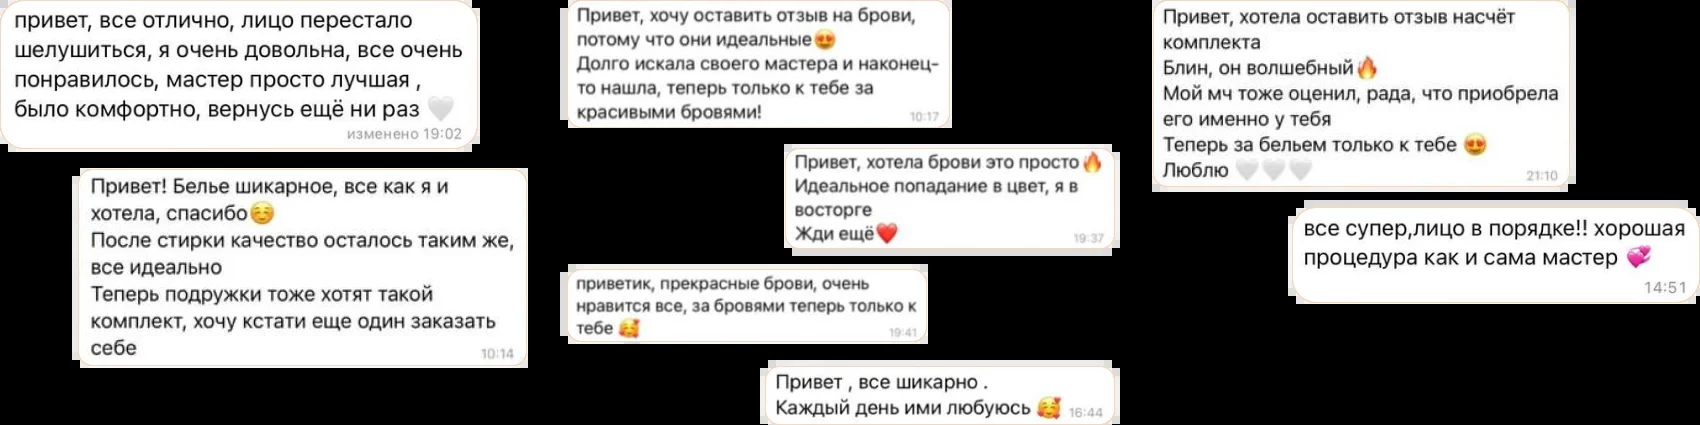 привет, все отлично, лицо перестало
шелушиться, я очень довольна, все очень
понравилось, мастер просто лучшая ,
было комфортно, вернусь ещё ни раз 🤍
изменено 19:02
Привет! Белье шикарное, все как я и
хотела, спасибо☺️
После стирки качество осталось таким же,
все идеально
Теперь подружки тоже хотят такой
комплект, хочу кстати еще один заказать
себе
10:14
Привет, хочу оставить отзыв на брови,
потому что они идеальные😍
Долго искала своего мастера и наконец-
то нашла, теперь только к тебе за
красивыми бровями!
10:17
Привет, хотела брови это просто🔥
Идеальное попадание в цвет, я в
восторге
Жди ещё❤️
19:37
приветик, прекрасные брови, очень
нравится все, за бровями теперь только к
тебе 🥰
19:41
Привет , все шикарно .
Каждый день ими любуюсь 🥰 16:44
Привет, хотела оставить отзыв насчёт
комплекта
Блин, он волшебный🔥
Мой мч тоже оценил, рада, что приобрела
его именно у тебя
Теперь за бельем только к тебе 😍
Люблю 🤍🤍🤍
21:10
все супер,лицо в порядке!! хорошая
процедура как и сама мастер 💞
14:51